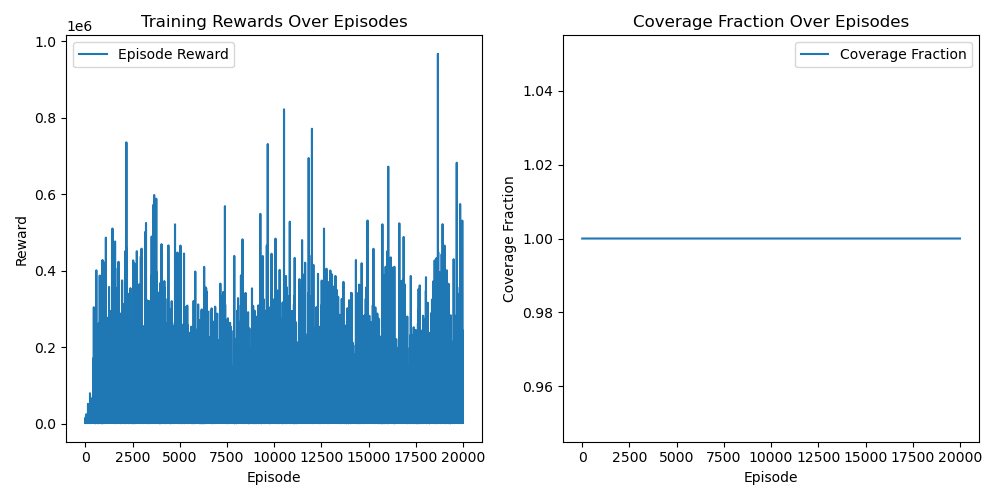 Training Rewards Over Episodes
1e6
Episode Reward
1.0
0.8
0.6
0.4
0.2
0.0
Reward
0 2500 5000 7500 10000 12500 15000 17500 20000
Episode
Coverage Fraction Over Episodes
Coverage Fraction
1.04
1.02
1.00
0.98
0.96
Coverage Fraction
0 2500 5000 7500 10000 12500 15000 17500 20000
Episode